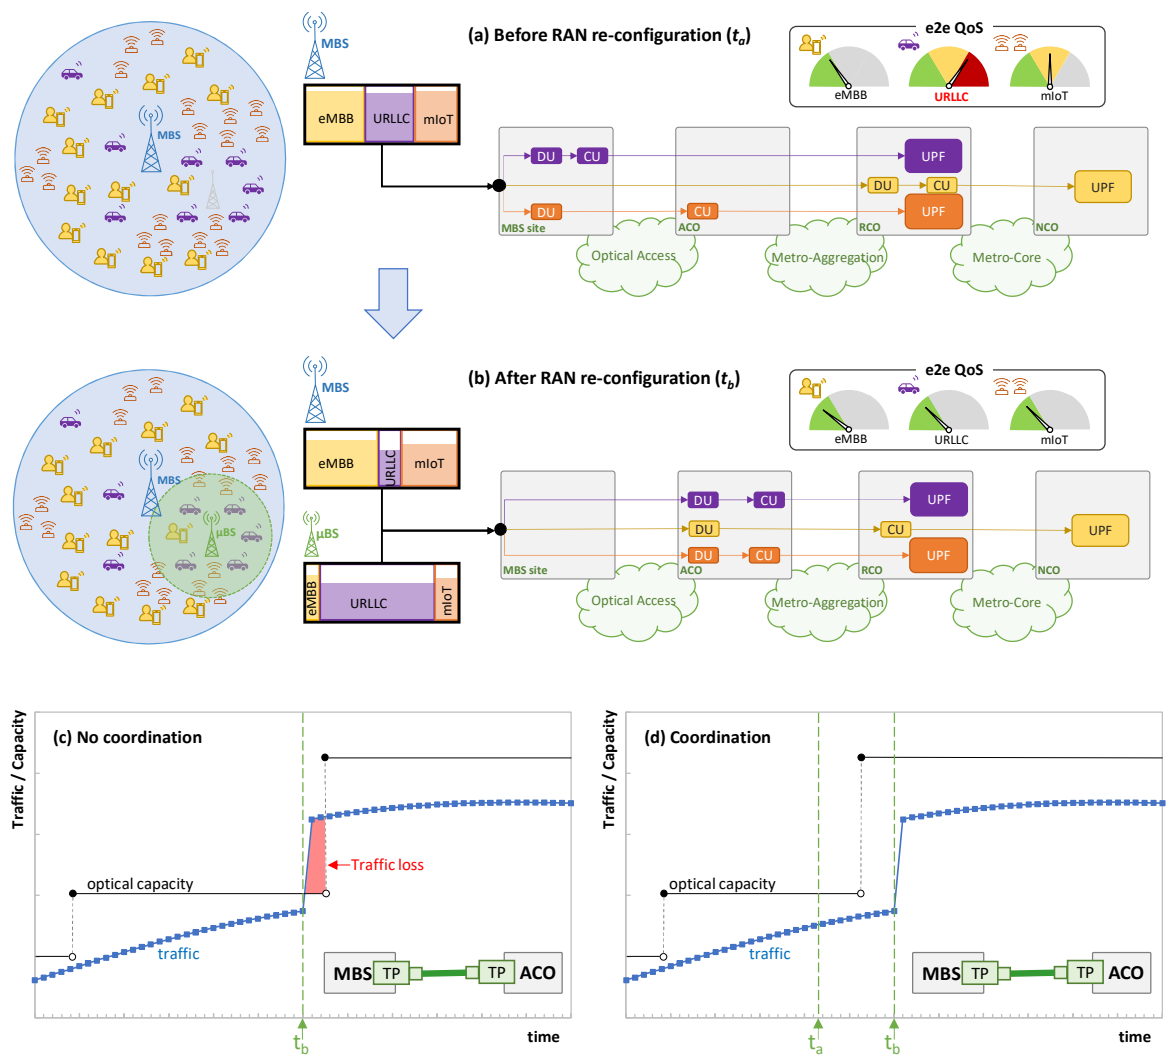 (a) Before RAN re-configuration (ta)
e2e QoS
MBS
eMBB
URLLC
mIoT
MBS
eMBB
URLLC
mIoT
DU
CU
UPF
DU
CU
UPF
DU
CU
UPF
MBS site
ACO
RCO
NCO
Optical Access
Metro-Aggregation
Metro-Core
(b) After RAN re-configuration (tb)
e2e QoS
MBS
eMBB
URLLC
mIoT
MBS
µBS
eMBB
URLLC
mIoT
µBS
eMBB
URLLC
mIoT
DU
CU
UPF
DU
CU
UPF
DU
CU
UPF
MBS site
ACO
RCO
NCO
Optical Access
Metro-Aggregation
Metro-Core
Traffic / Capacity
(c) No coordination
optical capacity
Traffic loss
traffic
MBS
TP
TP
ACO
time
tb
Traffic / Capacity
(d) Coordination
optical capacity
traffic
MBS
TP
TP
ACO
time
ta
tb